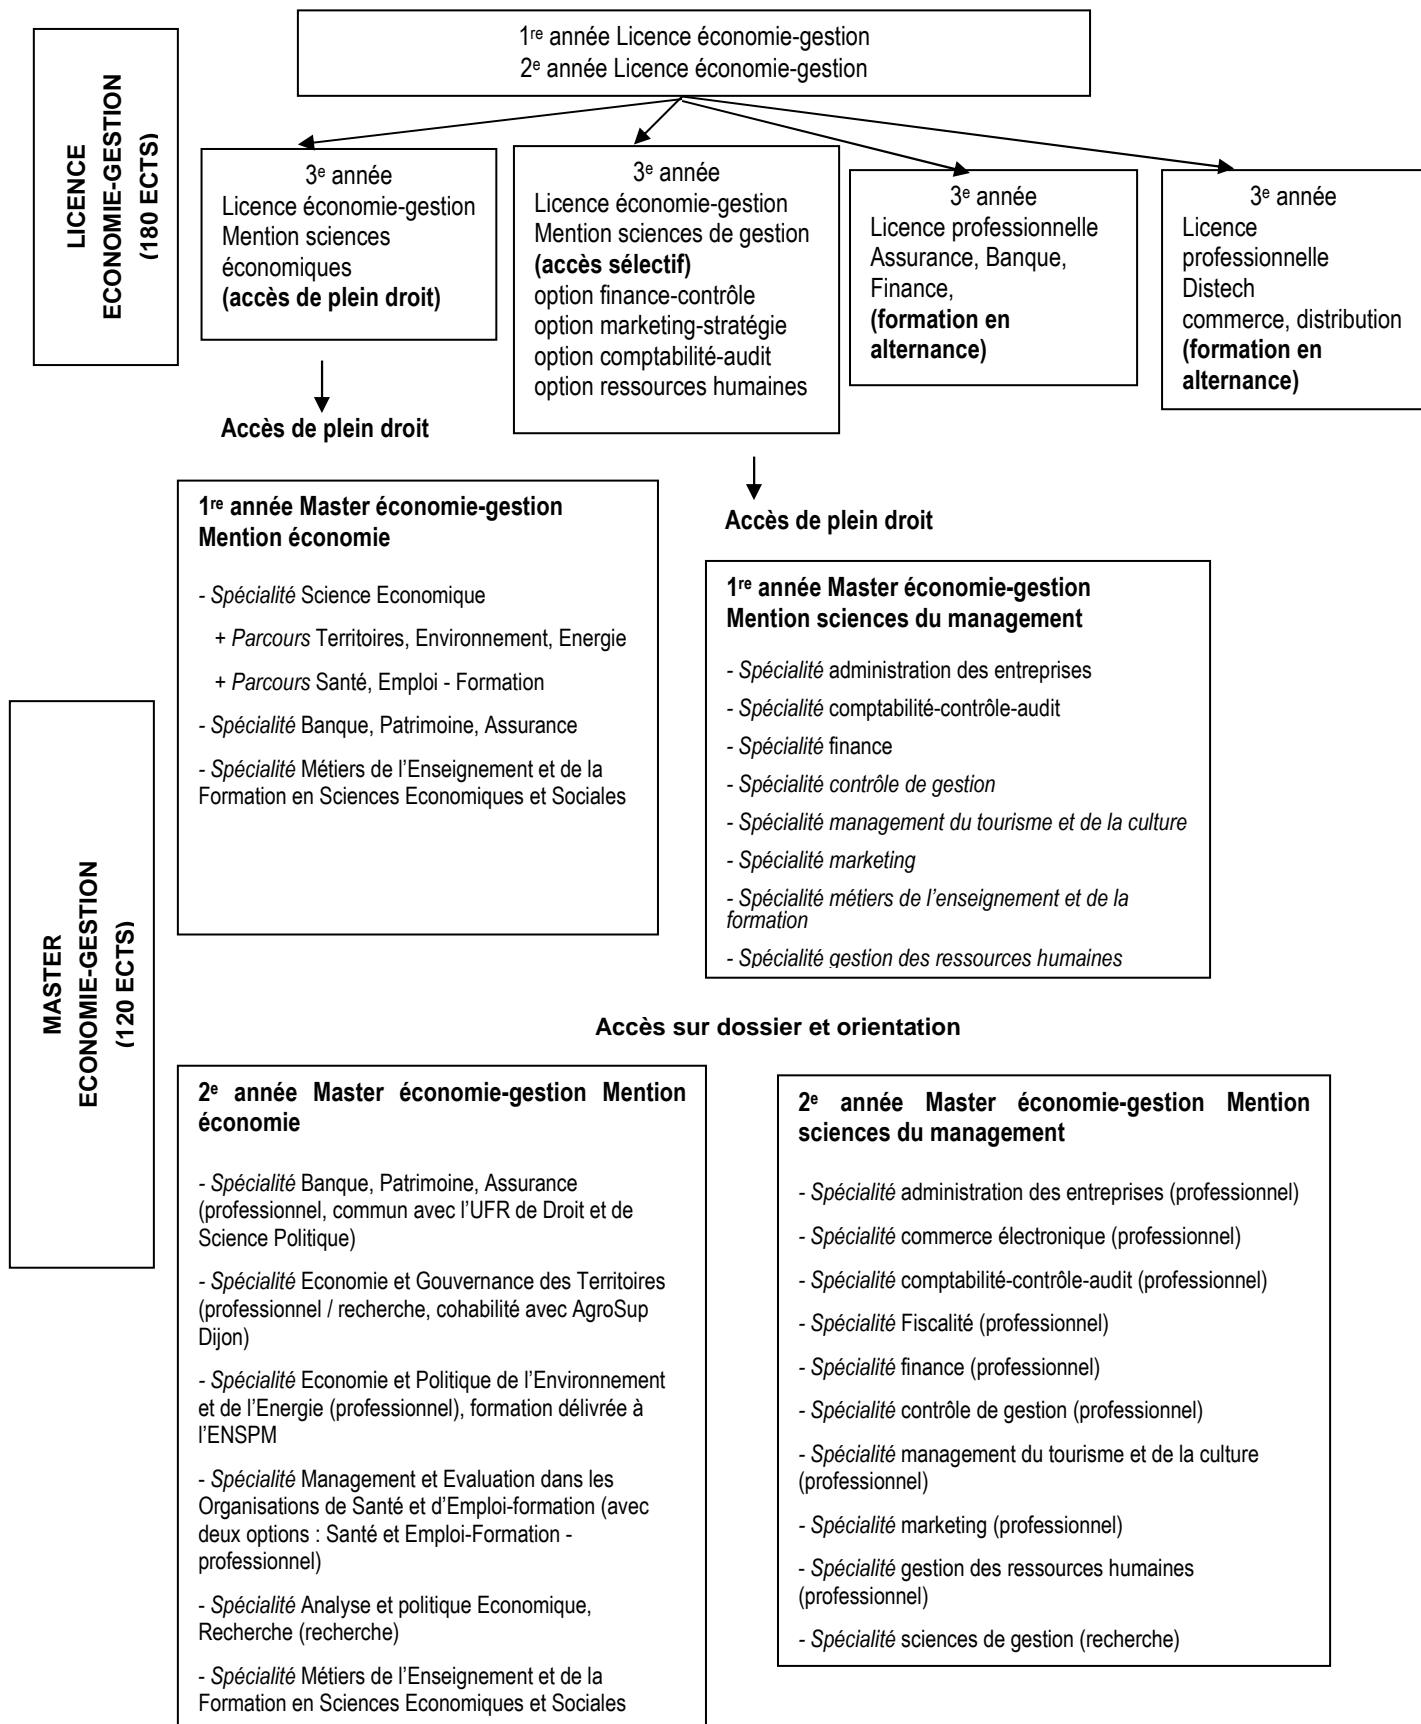 LICENCE
ECONOMIE-GESTION
(180 ECTS)
1re année Licence économie-gestion
2e année Licence économie-gestion
3e année
Licence économie-gestion
Mention sciences
économiques
(accès de plein droit)
3e année
Licence économie-gestion
Mention sciences de gestion
(accès sélectif)
option finance-contrôle
option marketing-stratégie
option comptabilité-audit
option ressources humaines
3e année
Licence professionnelle
Assurance, Banque,
Finance,
(formation en
alternance)
3e année
Licence
professionnelle
Distech
commerce, distribution
(formation en
alternance)
Accès de plein droit
Accès de plein droit
MASTER
ECONOMIE-GESTION
(120 ECTS)
1re année Master économie-gestion
Mention économie
- Spécialité Science Economique
+ Parcours Territoires, Environnement, Energie
+ Parcours Santé, Emploi - Formation
- Spécialité Banque, Patrimoine, Assurance
- Spécialité Métiers de l'Enseignement et de la
Formation en Sciences Economiques et Sociales
1re année Master économie-gestion
Mention sciences du management
- Spécialité administration des entreprises
- Spécialité comptabilité-contrôle-audit
- Spécialité finance
- Spécialité contrôle de gestion
- Spécialité management du tourisme et de la culture
- Spécialité marketing
- Spécialité métiers de l'enseignement et de la
formation
- Spécialité gestion des ressources humaines
Accès sur dossier et orientation
2e année Master économie-gestion Mention
économie
- Spécialité Banque, Patrimoine, Assurance
(professionnel, commun avec l'UFR de Droit et de
Science Politique)
- Spécialité Economie et Gouvernance des Territoires
(professionnel / recherche, cohabilité avec AgroSup
Dijon)
- Spécialité Economie et Politique de l'Environnement
et de l'Energie (professionnel), formation délivrée à
l'ENSPM
- Spécialité Management et Evaluation dans les
Organisations de Santé et d'Emploi-formation (avec
deux options : Santé et Emploi-Formation -
professionnel)
- Spécialité Analyse et politique Economique,
Recherche (recherche)
- Spécialité Métiers de l'Enseignement et de la
Formation en Sciences Economiques et Sociales
2e année Master économie-gestion Mention
sciences du management
- Spécialité administration des entreprises (professionnel)
- Spécialité commerce électronique (professionnel)
- Spécialité comptabilité-contrôle-audit (professionnel)
- Spécialité Fiscalité (professionnel)
- Spécialité finance (professionnel)
- Spécialité contrôle de gestion (professionnel)
- Spécialité management du tourisme et de la culture
(professionnel)
- Spécialité marketing (professionnel)
- Spécialité gestion des ressources humaines
(professionnel)
- Spécialité sciences de gestion (recherche)